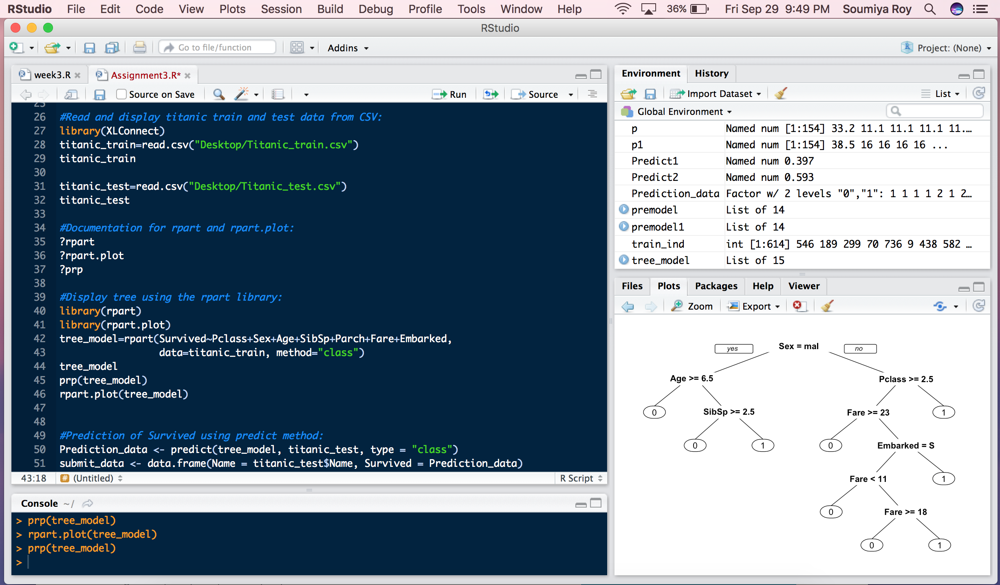 RStudio File Edit Code View Plots Session Build Debug Profile Tools Window Help 36% Fri Sep 29 9:49 PM Soumiya Roy
RStudio
Go to file/function Addins Project: (None)
week3.R Assignment3.R*
Source on Save Run Source
25
26 #Read and display titanic train and test data from CSV:
27 library(XLConnect)
28 titanic_train=read.csv("Desktop/Titanic_train.csv")
29 titanic_train
30
31 titanic_test=read.csv("Desktop/Titanic_test.csv")
32 titanic_test
33
34 #Documentation for rpart and rpart.plot:
35 ?rpart
36 ?rpart.plot
37 ?prp
38
39 #Display tree using the rpart library:
40 library(rpart)
41 library(rpart.plot)
42 tree_model=rpart(Survived~Pclass+Sex+Age+SibSp+Parch+Fare+Embarked,
43 data=titanic_train, method="class")
44 tree_model
45 prp(tree_model)
46 rpart.plot(tree_model)
47
48
49 #Prediction of Survived using predict method:
50 Prediction_data <- predict(tree_model, titanic_test, type = "class")
51 submit_data <- data.frame(Name = titanic_test$Name, Survived = Prediction_data)
43:18 # (Untitled) R Script
Console ~/
> prp(tree_model)
> rpart.plot(tree_model)
> prp(tree_model)
>
Environment History
Import Dataset List
Global Environment
p Named num [1:154] 33.2 11.1 11.1 11.1 11.…
p1 Named num [1:154] 38.5 16 16 16 16 ...
Predict1 Named num 0.397
Predict2 Named num 0.593
Prediction_data Factor w/ 2 levels "0","1": 1 1 1 1 2 1 2…
premodel List of 14
premodel1 List of 14
train_ind int [1:614] 546 189 299 70 736 9 438 582 …
tree_model List of 15
Files Plots Packages Help Viewer
Zoom Export
yes Sex = mal no
Age >= 6.5 Pclass >= 2.5
0 SibSp >= 2.5 Fare >= 23 1
0 1 0 Embarked = S
Fare < 11 1
0 Fare >= 18
0 1